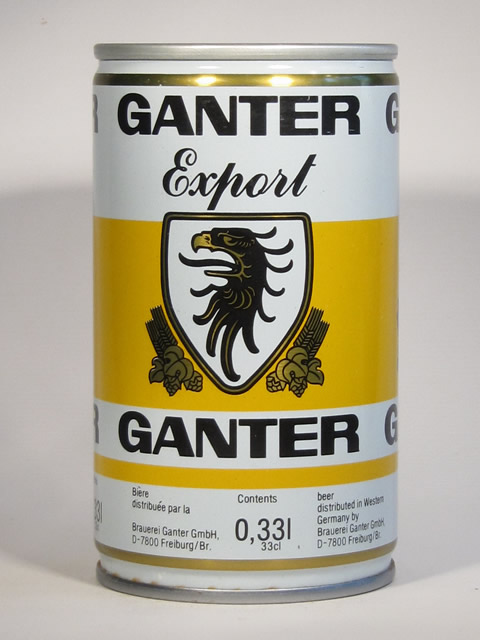 GANTER
Export
GANTER
Bière
distribuée par la
Brauerei Ganter GmbH,
D-7800 Freiburg/Br.
Contents
0,33l
33cl
beer
distributed in Western
Germany by
Brauerei Ganter GmbH,
D-7800 Freiburg/Br.